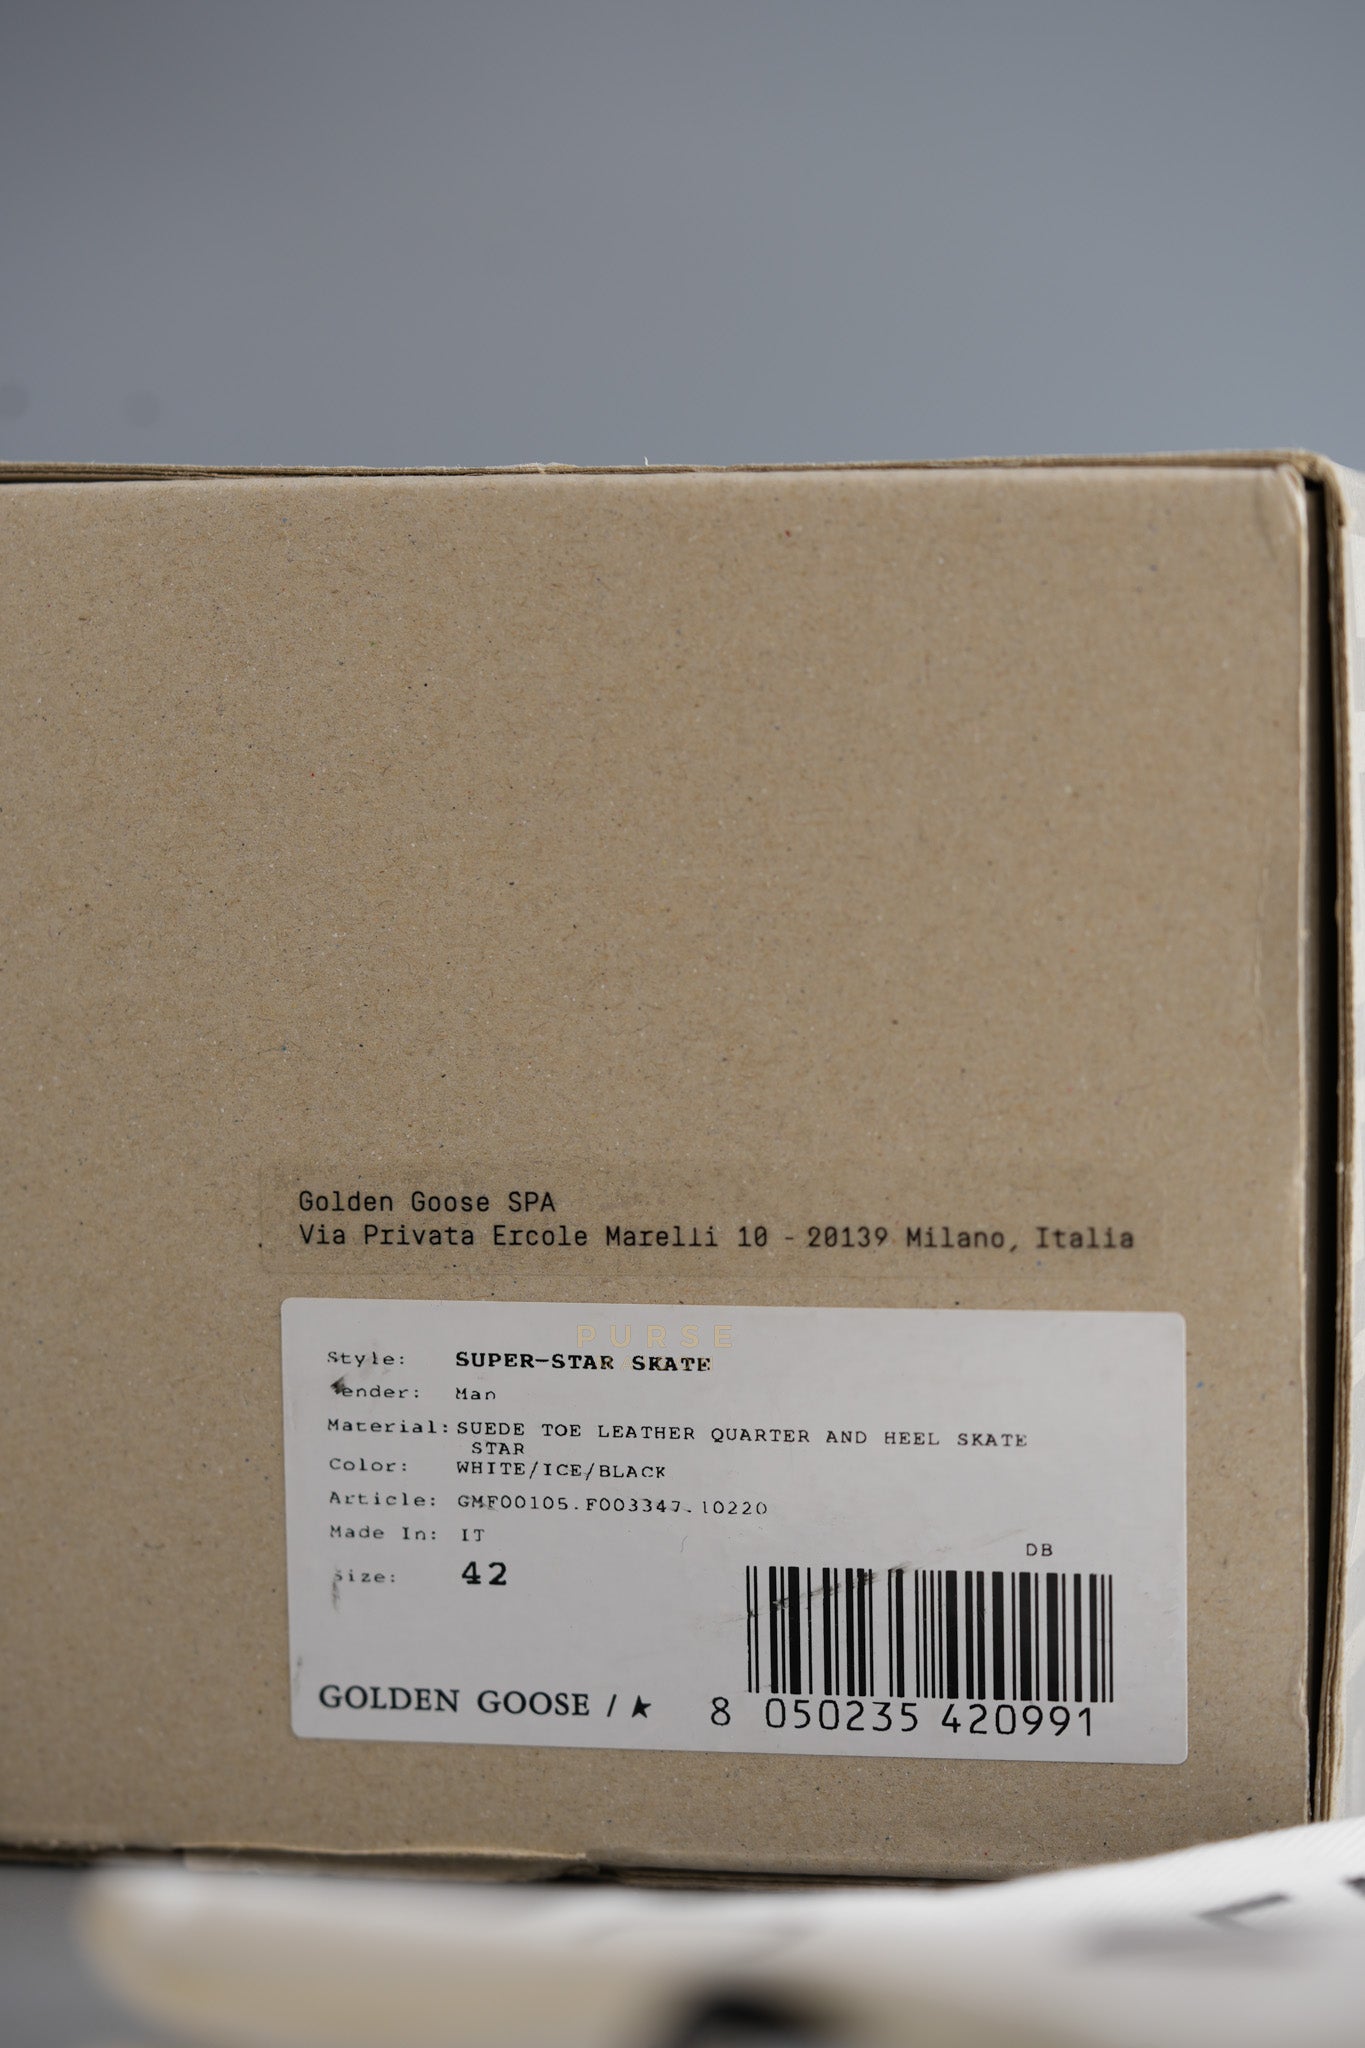 Golden Goose SPA
Via Privata Ercole Marelli 10 - 20139 Milano, Italia
PURSE
Style: SUPER-STAR SKATE
Gender: Man
Material: SUEDE TOE LEATHER QUARTER AND HEEL SKATE
STAR
Color: WHITE/ICE/BLACK
Article: GMF00105.F003347.10220
Made In: IT
DB
Size: 42
GOLDEN GOOSE /
8 050235 420991